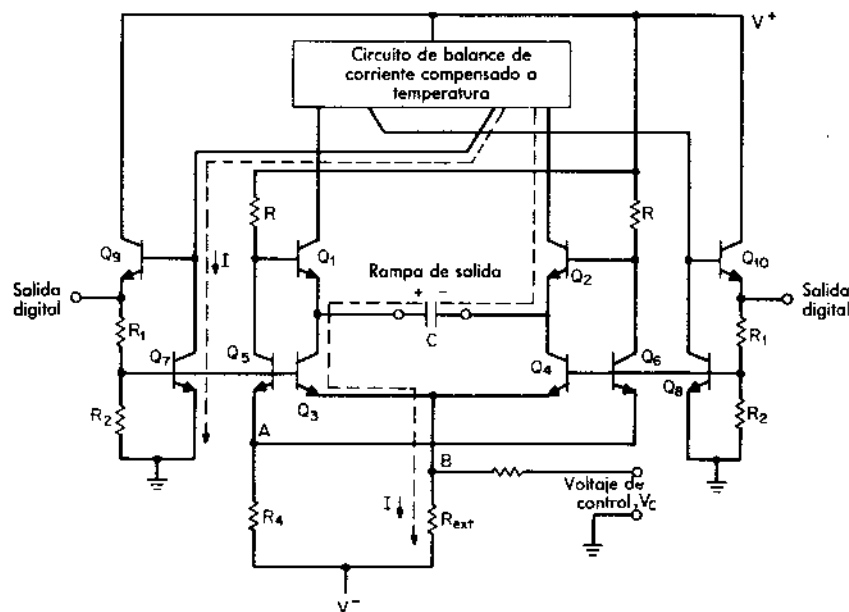 V⁺
Circuito de balance de
corriente compensado a
temperatura
R
R
Q9
I
Q1
Rampa de salida
Q2
Q10
Salida
digital
+ −
Salida
digital
R1
C
R1
Q7
Q5
Q3
Q4
Q6
Q8
R2
R2
A
B
Voltaje de
control, VC
R4
I
Rext
V⁻